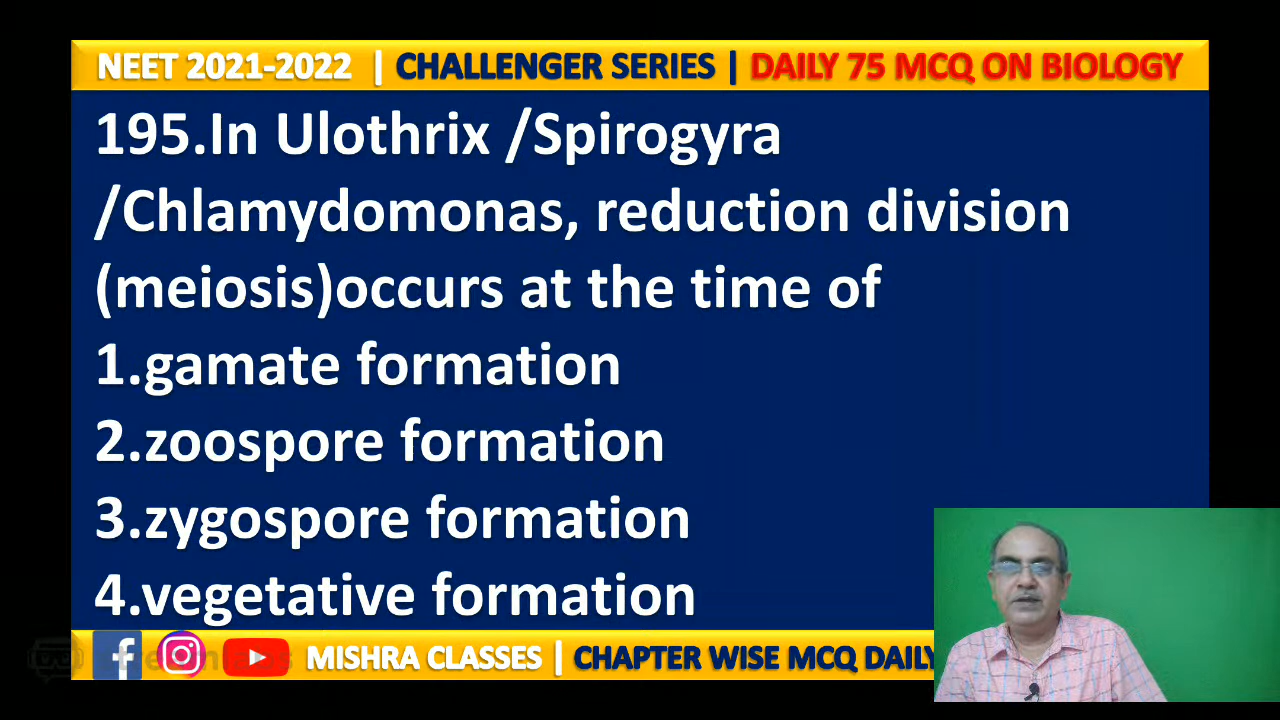 NEET 2021-2022 | CHALLENGER SERIES | DAILY 75 MCQ ON BIOLOGY
195.In Ulothrix /Spirogyra
/Chlamydomonas, reduction division
(meiosis)occurs at the time of
1.gamate formation
2.zoospore formation
3.zygospore formation
4.vegetative formation
MISHRA CLASSES | CHAPTER WISE MCQ DAILY